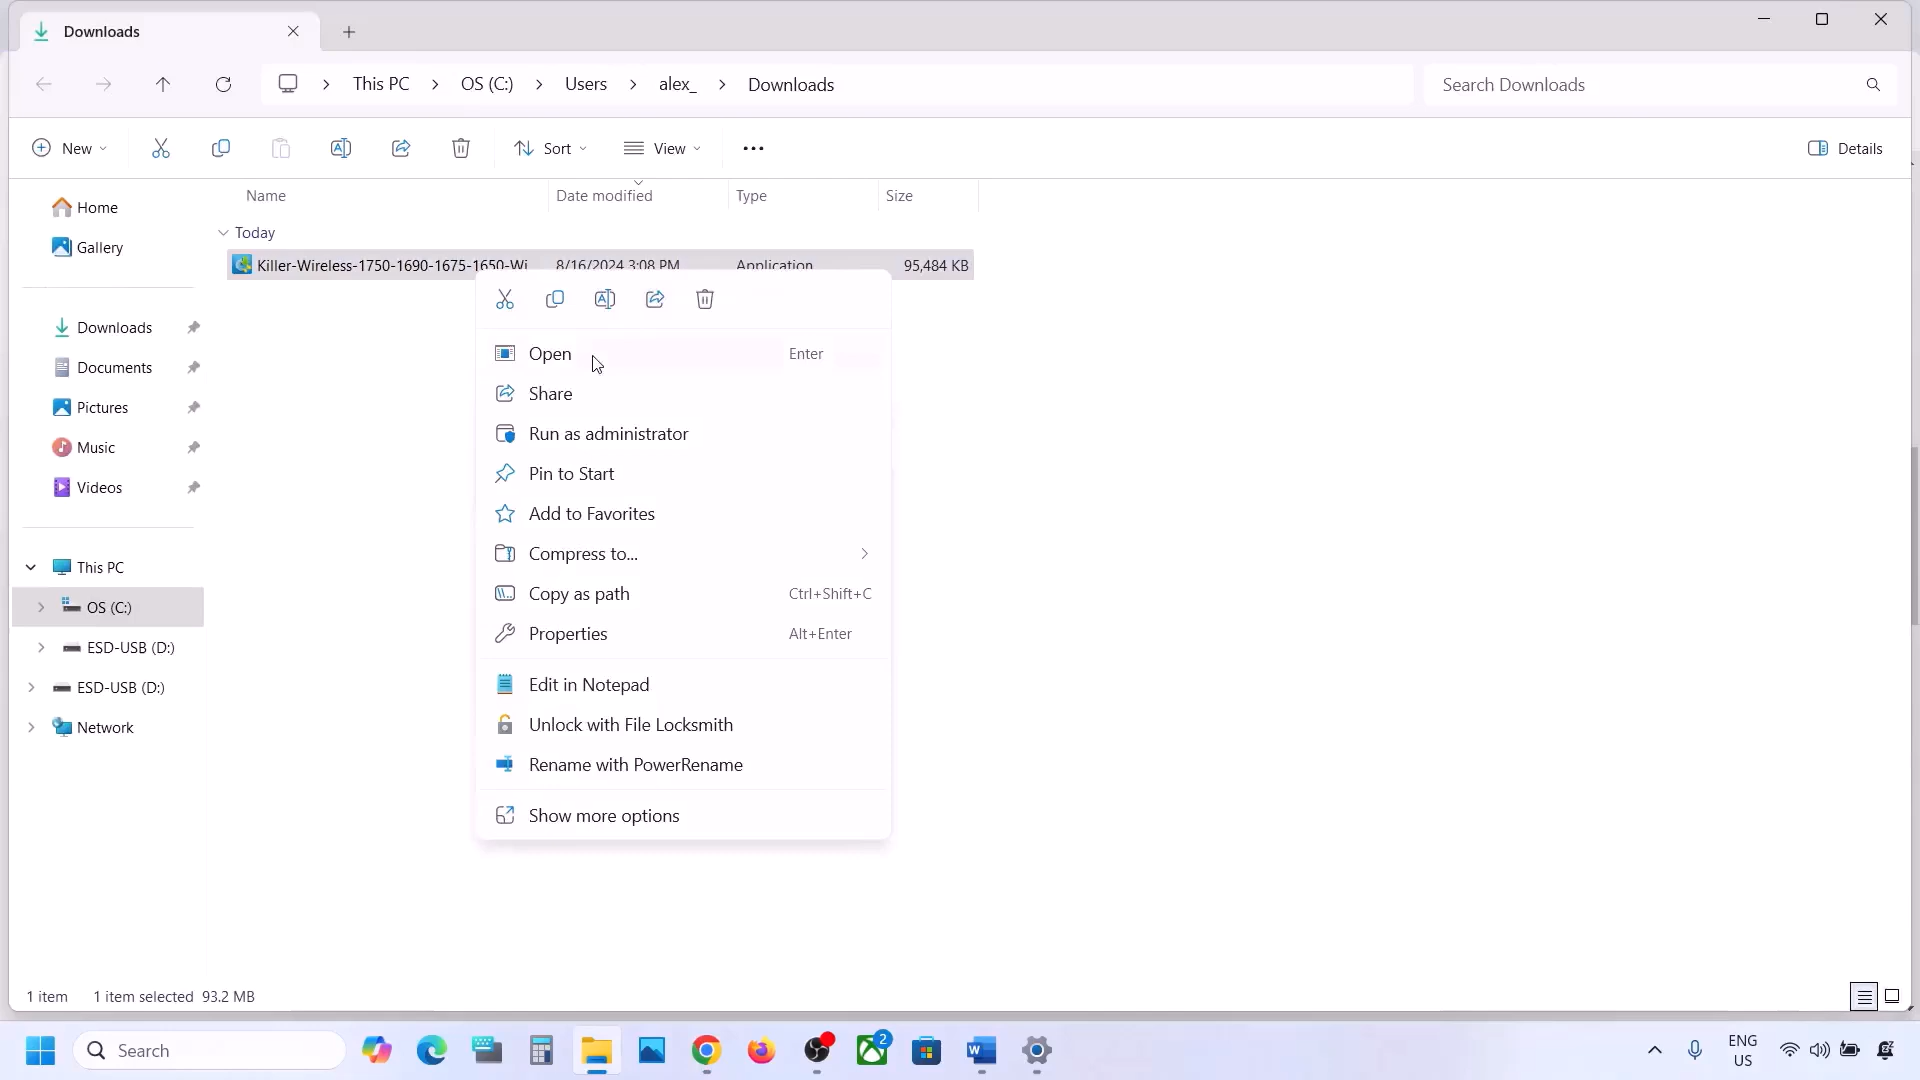 Downloads
This PC
OS (C:)
Users
alex_
Downloads
Search Downloads
New
Sort
View
Details
Name
Date modified
Type
Size
Today
Killer-Wireless-1750-1690-1675-1650-Wi
8/16/2024 3:08 PM
Application
95,484 KB
Home
Gallery
Downloads
Documents
Pictures
Music
Videos
This PC
OS (C:)
ESD-USB (D:)
ESD-USB (D:)
Network
Open Enter
Share
Run as administrator
Pin to Start
Add to Favorites
Compress to...
Copy as path Ctrl+Shift+C
Properties Alt+Enter
Edit in Notepad
Unlock with File Locksmith
Rename with PowerRename
Show more options
1 item 1 item selected 93.2 MB
Search
2
ENG
US